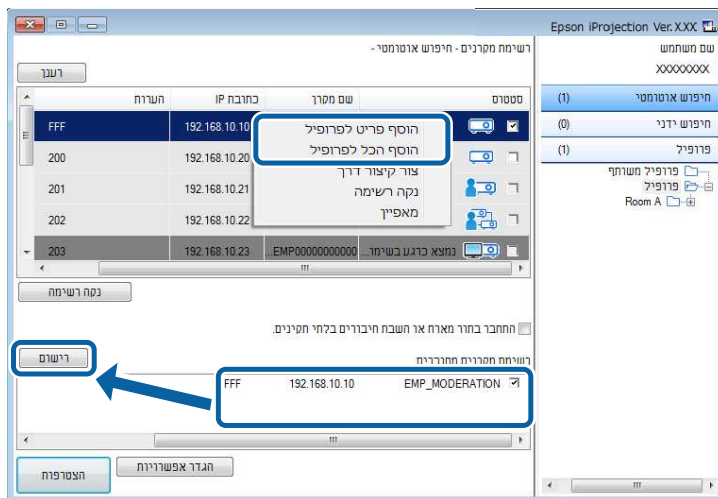 Epson iProjection Ver.XXX
שם משתמש
XXXXXXXX
חיפוש אוטומטי (1)
חיפוש ידני (0)
פרופיל (1)
פרופיל משותף
פרופיל
Room A
רשימת מקרנים - חיפוש ארטומטי -
רענן
סטטוס שם מקרן כתובת IP הערות
192.168.10.10 FFF
192.168.10.20 200
192.168.10.21 201
192.168.10.22 202
נמצא כרגע בשימו... EMP00000000000... 192.168.10.23 203
הוסף פריט לפרופיל
הוסף הכל לפרופיל
צור קיצור דרך
נקה רשימה
מאפיין
נקה רשימה
התחבר בתור מארח או השבת חיבורים בלתי תקינים.
רישום
רשימת מקרנים מחוברים
EMP_MODERATION 192.168.10.10 FFF
הגדר אפשרויות
הצטרפות